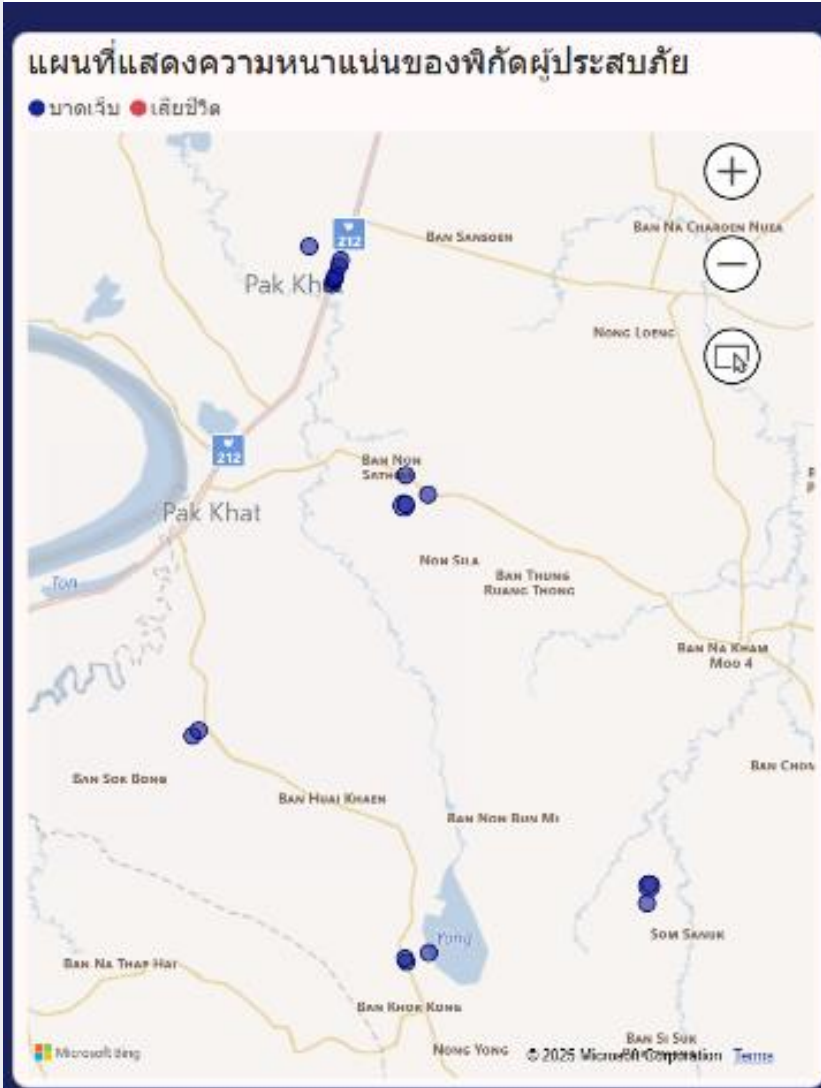 แผนที่แสดงความหนาแน่นของพิกัดผู้ประสบภัย
บาดเจ็บ เสียชีวิต
212
BAN SANSOEN
BAN NA CHAROEN NUEA
Pak Kh
NONG LOENG
212
BAN NON
Pak Khat
NON SILA
Ton
BAN THUNG
RUANG THONG
BAN NA KHAM
MOO 4
BAN SOK BONG
BAN HUAI KHAEN
BAN NON BUN MI
Yong
SOM SANUK
BAN NA THAP HAI
BAN KHOK KONG
NONG YONG
BAN SI SUK
Microsoft Bing
© 2025 Microsoft Corporation Terms